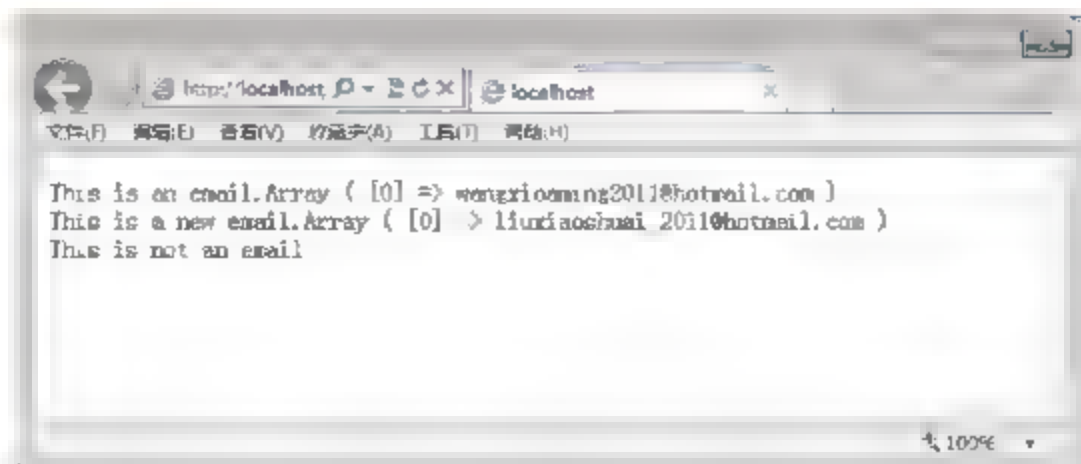 http://localhost
localhost
文件(F) 编辑(E) 查看(V) 收藏夹(A) 工具(T) 帮助(H)
This is an email.Array ( [0] => wangxiaoming2011@hotmail.com )
This is a new email.Array ( [0] => liuxiaoshuai_2011@hotmail.com )
This is not an email
100%